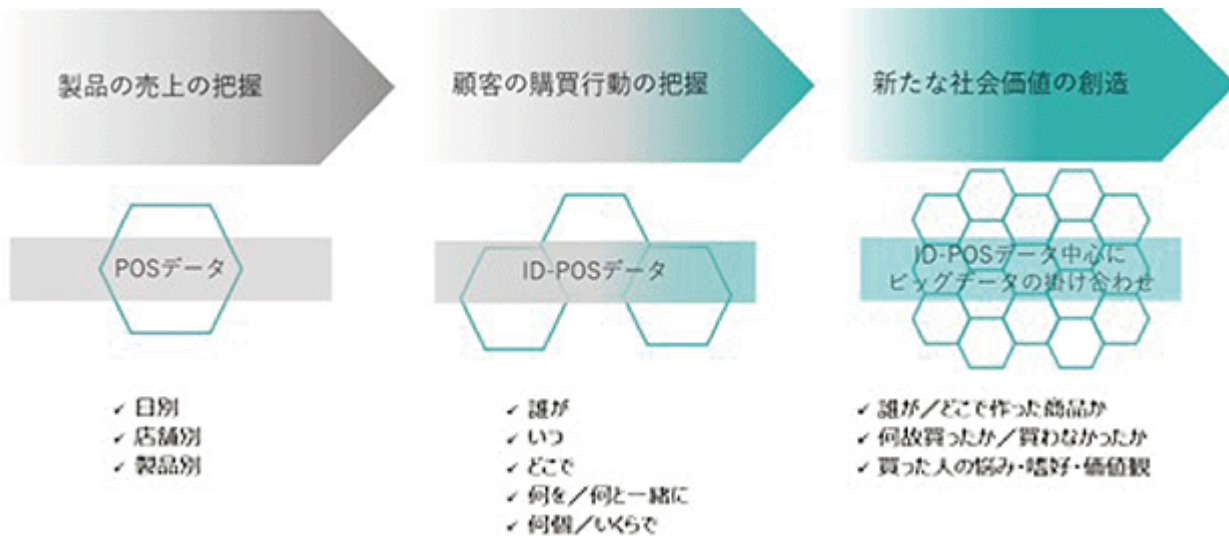 製品の売上の把握
顧客の購買行動の把握
新たな社会価値の創造
POSデータ
ID-POSデータ
ID-POSデータ中心に
ビッグデータの掛け合わせ
✓ 日別
✓ 店舗別
✓ 製品別
✓ 誰が
✓ いつ
✓ どこで
✓ 何を／何と一緒に
✓ 何個／いくらで
✓ 誰が／どこで作った商品か
✓ 何故買ったか／買わなかったか
✓ 買った人の悩み・嗜好・価値観